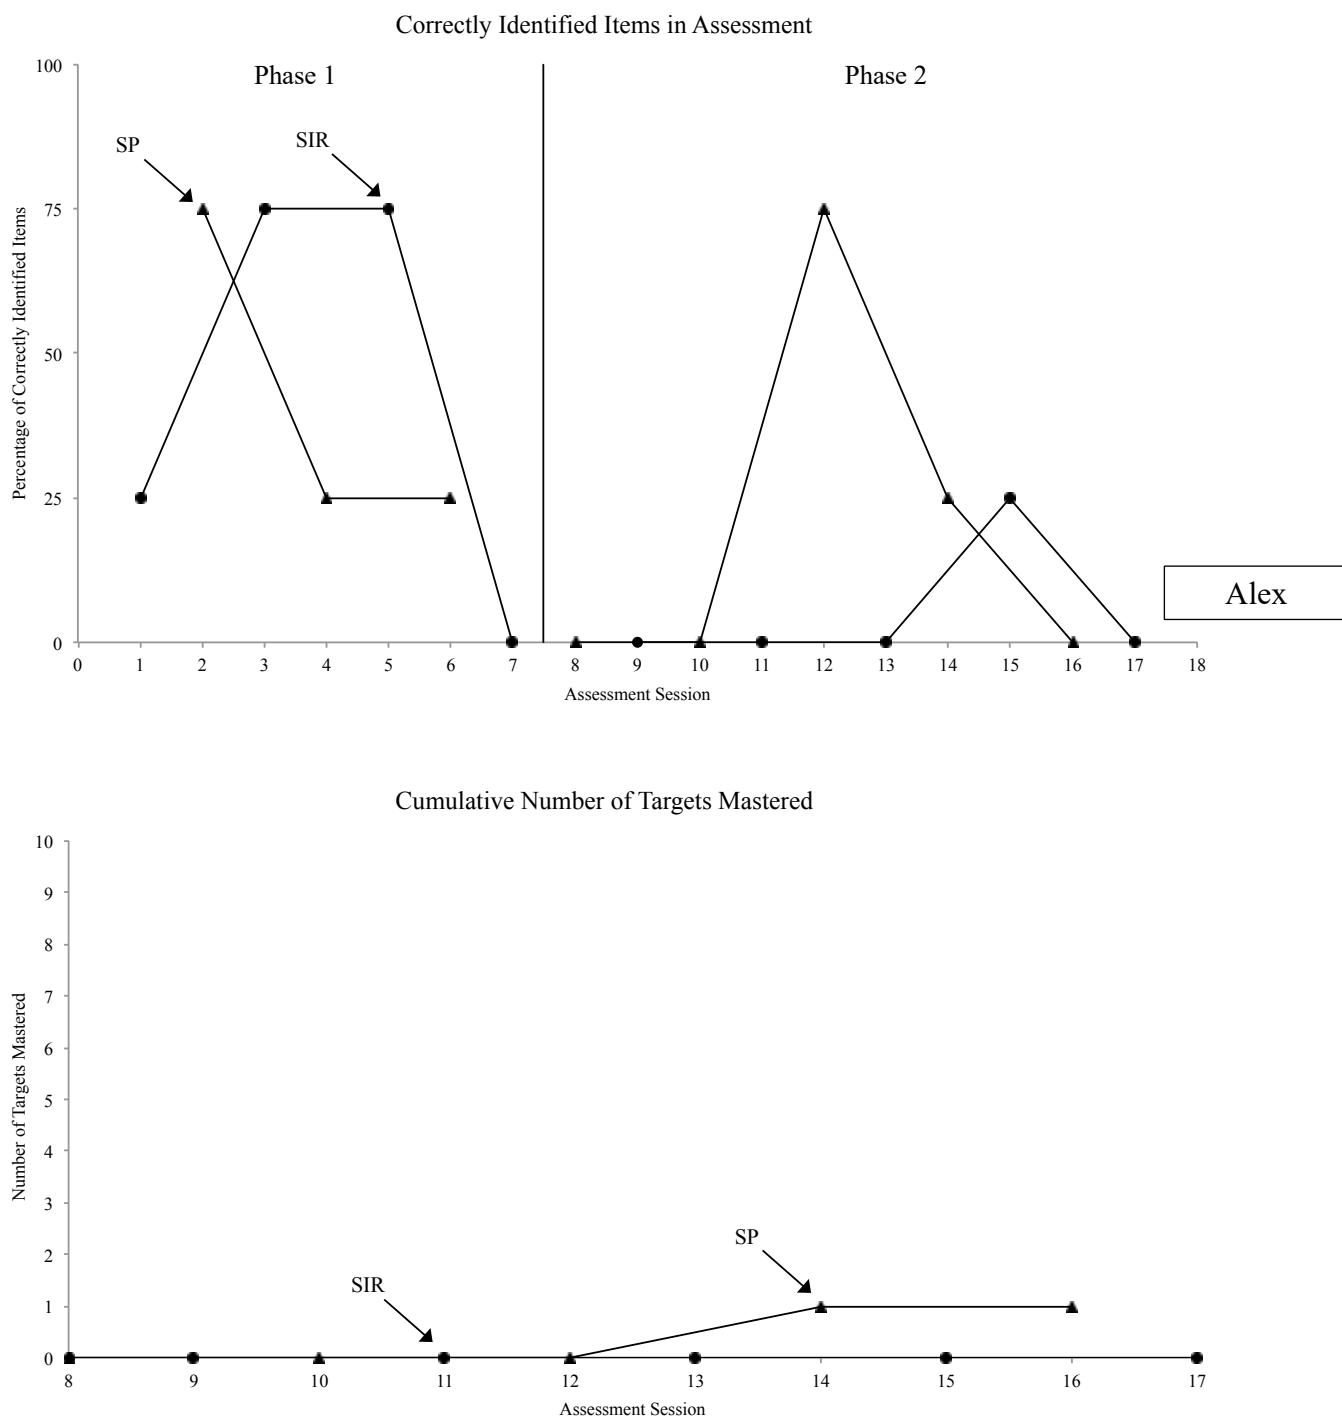 Correctly Identified Items in Assessment
Phase 1
Phase 2
SP
SIR
Percentage of Correctly Identified Items
100
75
50
25
0
0 1 2 3 4 5 6 7 8 9 10 11 12 13 14 15 16 17 18
Assessment Session
Alex
Cumulative Number of Targets Mastered
Number of Targets Mastered
10
9
8
7
6
5
4
3
2
1
0
SIR
SP
8 9 10 11 12 13 14 15 16 17
Assessment Session